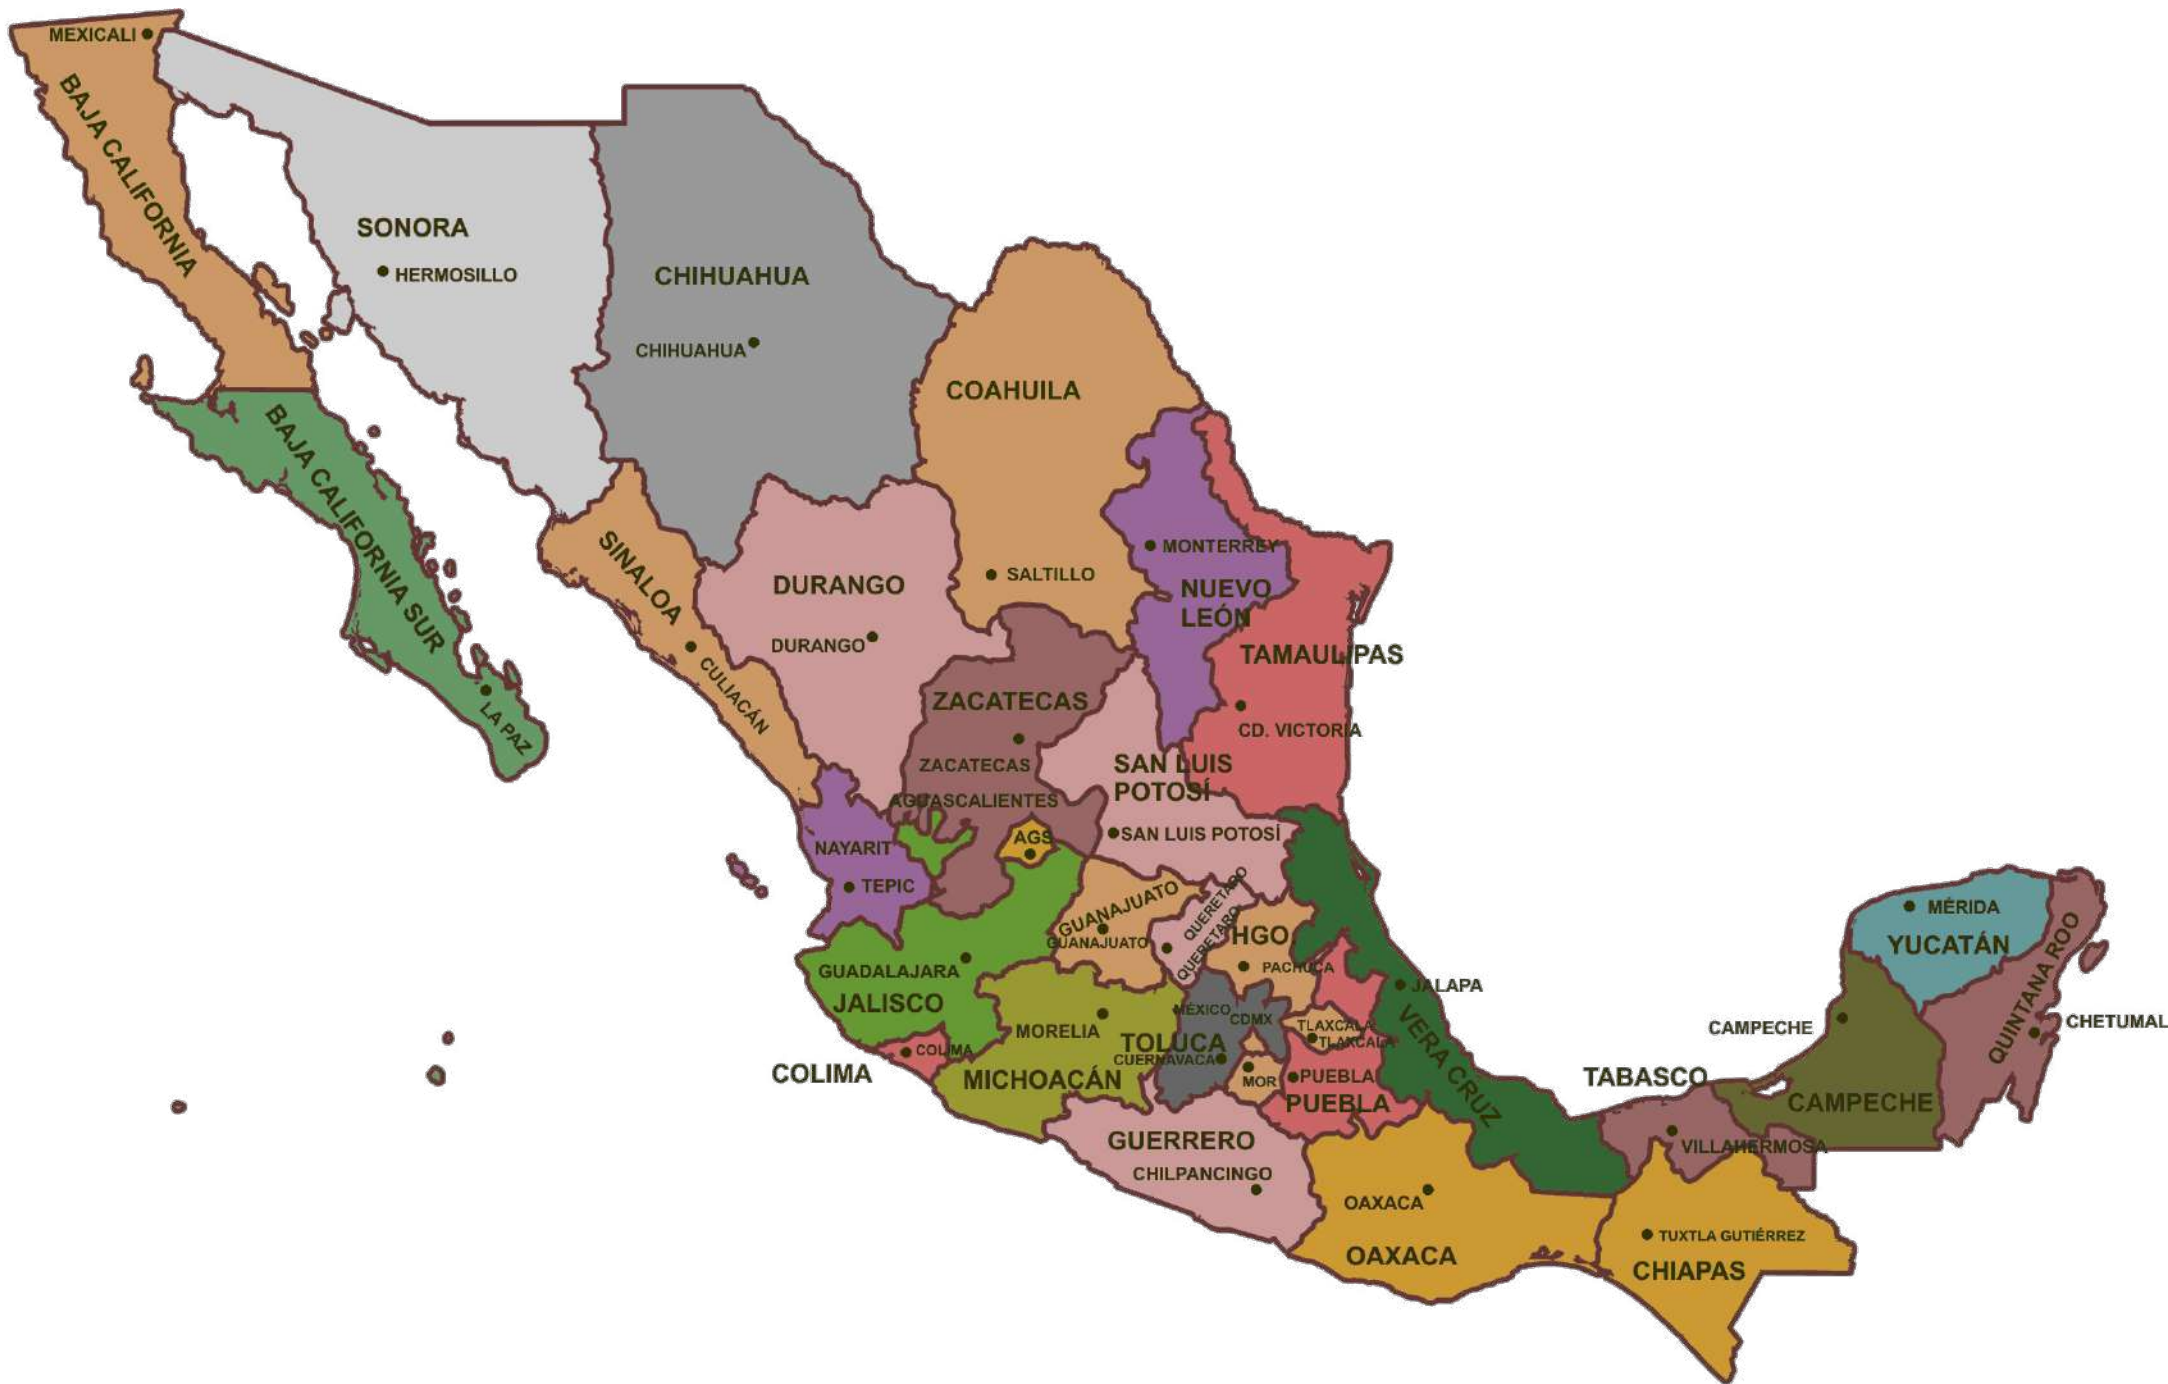 MEXICALI
BAJA CALIFORNIA
SONORA
HERMOSILLO
CHIHUAHUA
CHIHUAHUA
COAHUILA
SALTILLO
BAJA CALIFORNIA SUR
LA PAZ
SINALOA
CULIACÁN
DURANGO
DURANGO
MONTERREY
NUEVO
LEÓN
TAMAULIPAS
CD. VICTORIA
ZACATECAS
ZACATECAS
SAN LUIS
POTOSÍ
SAN LUIS POTOSÍ
AGUASCALIENTES
AGS
NAYARIT
TEPIC
GUANAJUATO
GUANAJUATO
QUERETARO
QUERETARO
HGO
PACHUCA
GUADALAJARA
JALISCO
COLIMA
COLIMA
MORELIA
MICHOACÁN
MÉXICO
CDMX
TOLUCA
CUERNAVACA
MOR
TLAXCALA
TLAXCALA
PUEBLA
PUEBLA
JALAPA
VERA CRUZ
GUERRERO
CHILPANCINGO
OAXACA
OAXACA
TABASCO
VILLAHERMOSA
TUXTLA GUTIÉRREZ
CHIAPAS
CAMPECHE
CAMPECHE
MÉRIDA
YUCATÁN
QUINTANA ROO
CHETUMAL